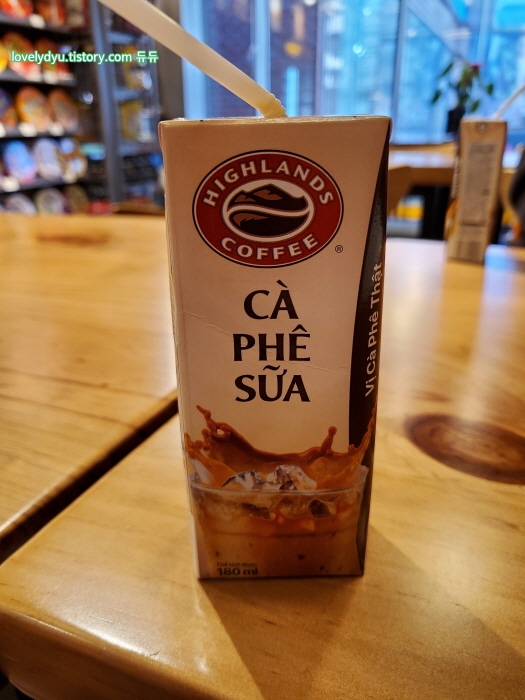 lovelydyu.tistory.com 듀듀
HIGHLANDS
COFFEE
®
CÀ
PHÊ
SỮA
Vị Cà Phê Thật
180 ml